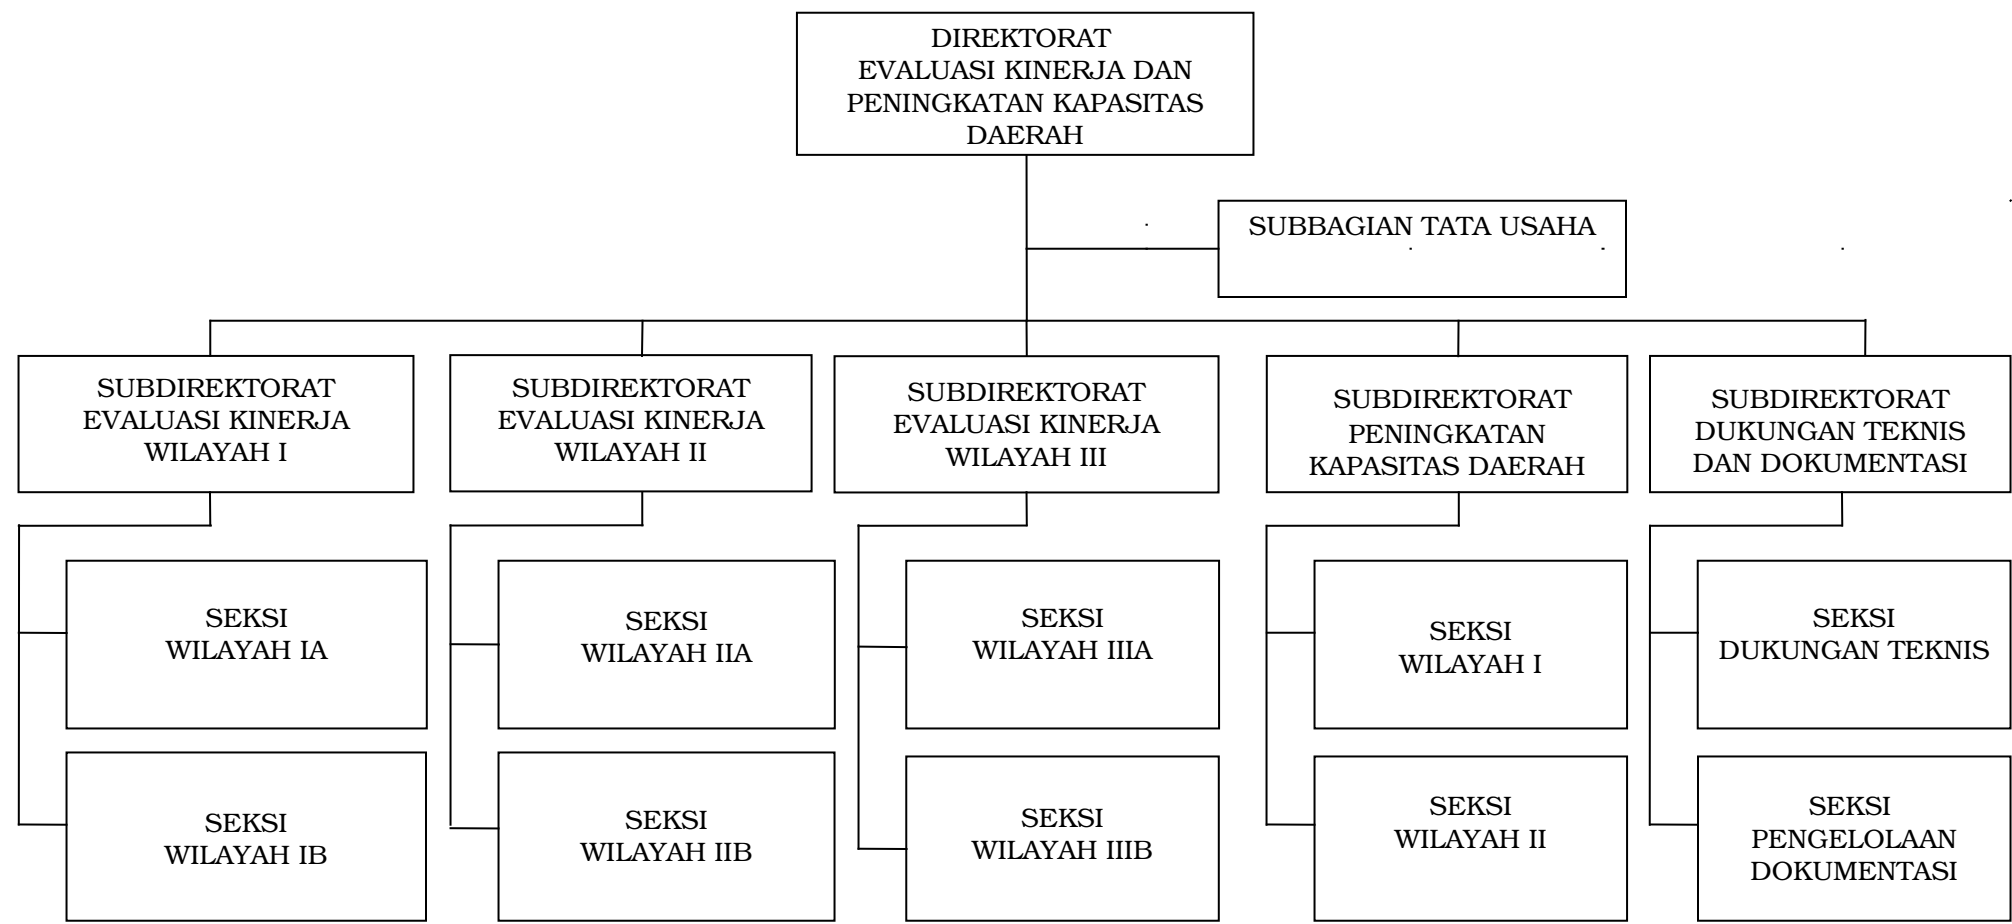 DIREKTORAT
EVALUASI KINERJA DAN
PENINGKATAN KAPASITAS
DAERAH
SUBBAGIAN TATA USAHA
SUBDIREKTORAT
EVALUASI KINERJA
WILAYAH I
SUBDIREKTORAT
EVALUASI KINERJA
WILAYAH II
SUBDIREKTORAT
EVALUASI KINERJA
WILAYAH III
SUBDIREKTORAT
PENINGKATAN
KAPASITAS DAERAH
SUBDIREKTORAT
DUKUNGAN TEKNIS
DAN DOKUMENTASI
SEKSI
WILAYAH IA
SEKSI
WILAYAH IIA
SEKSI
WILAYAH IIIA
SEKSI
WILAYAH I
SEKSI
DUKUNGAN TEKNIS
SEKSI
WILAYAH IB
SEKSI
WILAYAH IIB
SEKSI
WILAYAH IIIB
SEKSI
WILAYAH II
SEKSI
PENGELOLAAN
DOKUMENTASI